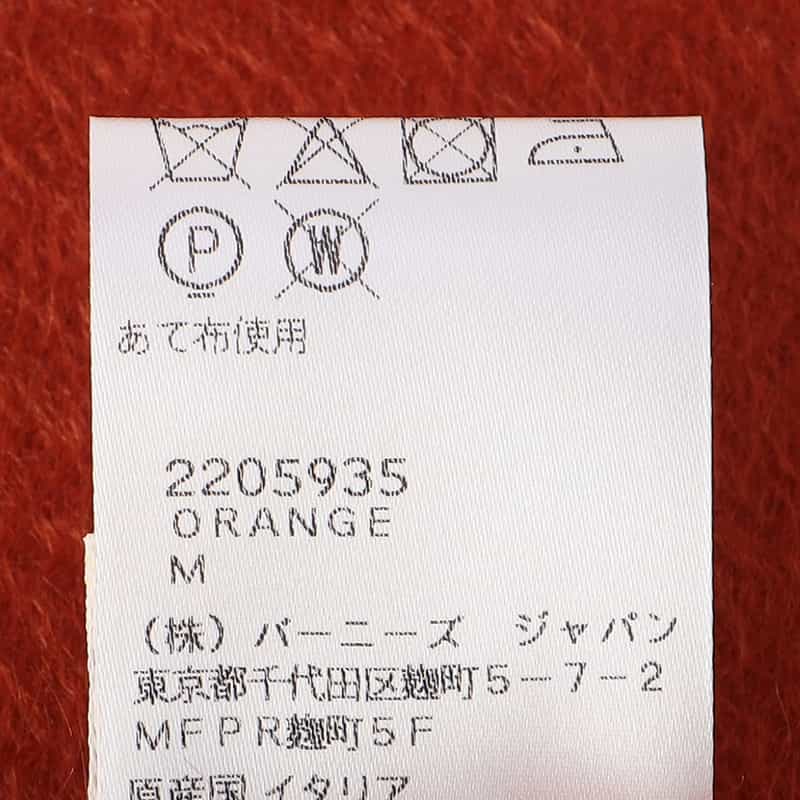 P W
あて布使用
2205935
ORANGE
M
（株）バーニーズ　ジャパン
東京都千代田区麹町５－７－２
ＭＦＰＲ麹町５Ｆ
原産国 イタリア